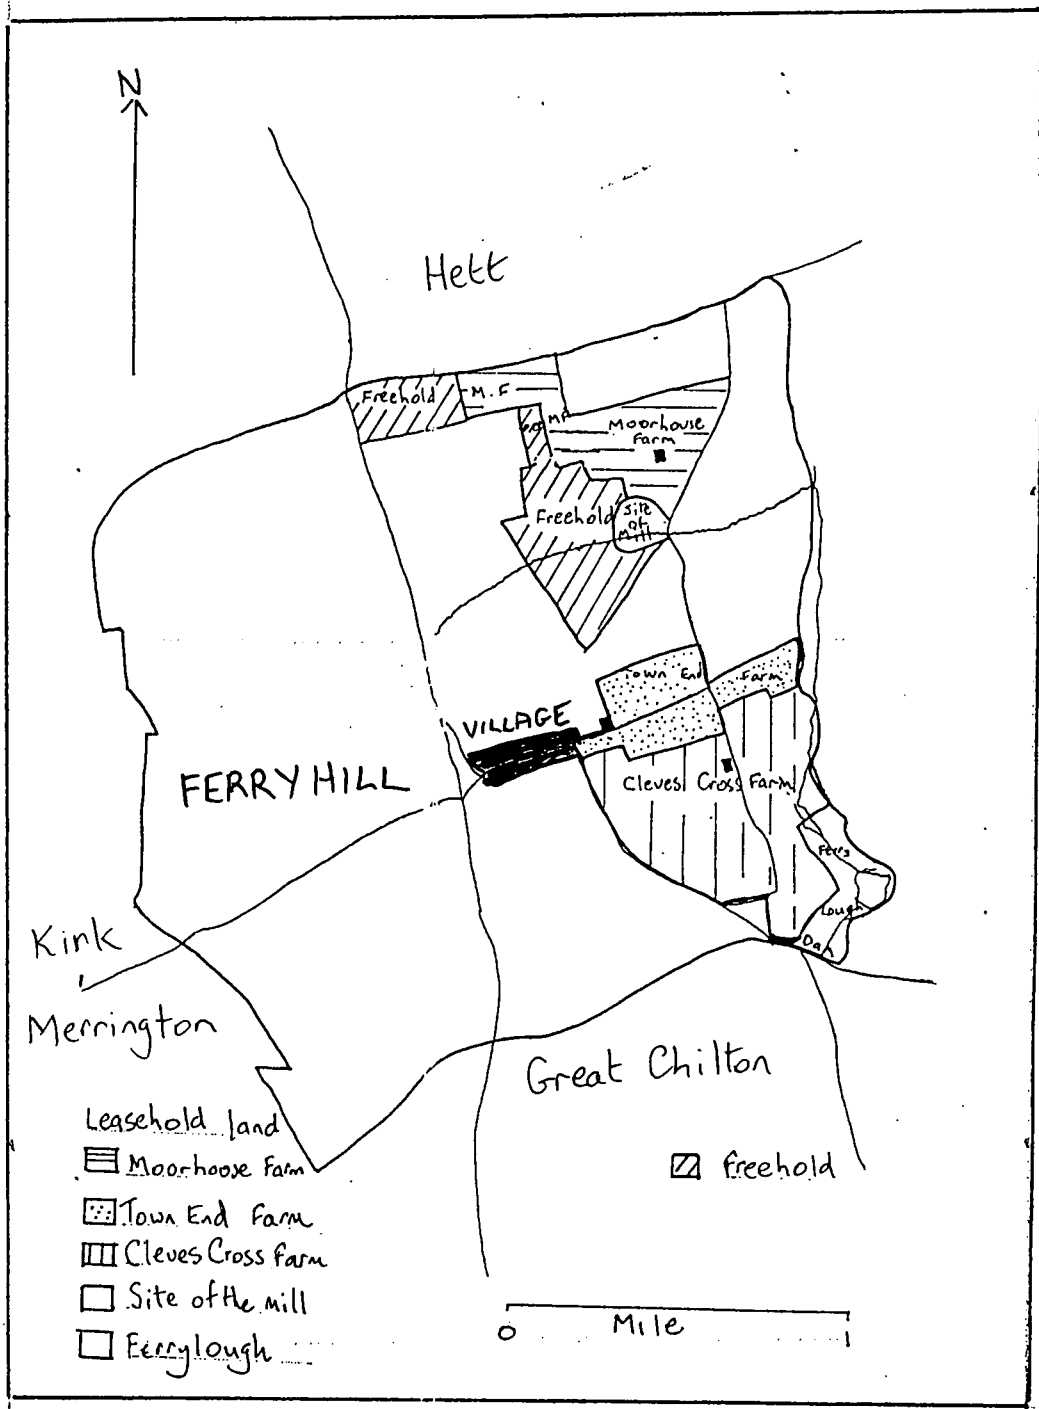 N
Hett
Freehold
M.F
MF
Moorhouse
Farm
Freehold
Site
of
Mill
Town End
Farm
VILLAGE
FERRYHILL
Cleves Cross Farm
Ferry
Lough
Dam
Kirk
Merrington
Great Chilton
Leasehold land
Moorhouse Farm
Town End Farm
Cleves Cross Farm
Site of the mill
Ferrylough
Freehold
0 Mile 1